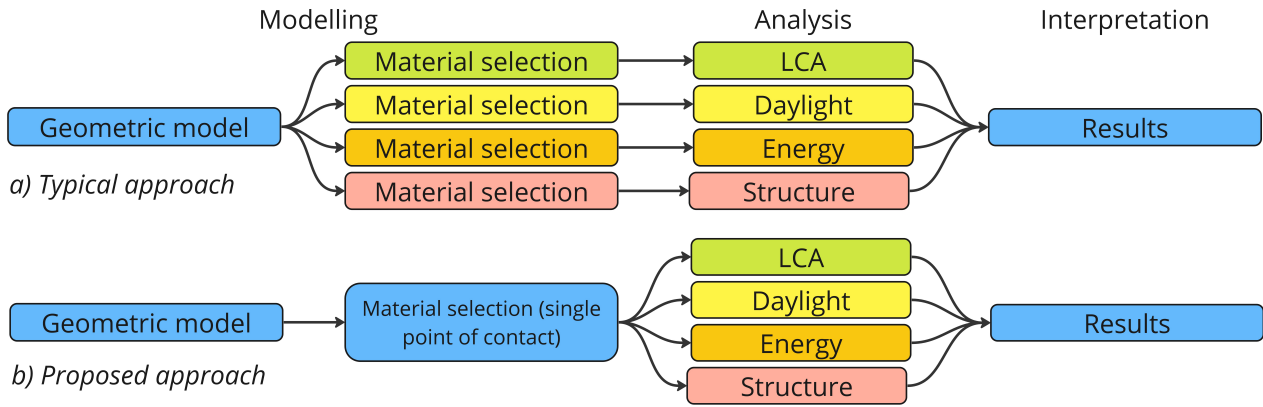 Modelling
Analysis
Interpretation
Material selection
LCA
Material selection
Daylight
Geometric model
Results
Material selection
Energy
a) Typical approach
Material selection
Structure
LCA
Material selection (single
point of contact)
Daylight
Geometric model
Results
Energy
b) Proposed approach
Structure